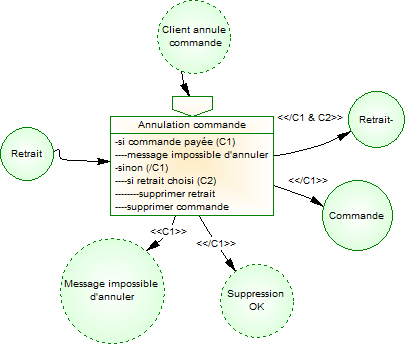 Client annule
commande
Annulation commande
-si commande payée (C1)
----message impossible d'annuler
-sinon (/C1)
----si retrait choisi (C2)
--------supprimer retrait
----supprimer commande
<</C1 & C2>>
Retrait-
Retrait
<</C1>>
Commande
<<C1>>
<</C1>>
Message impossible
d'annuler
Suppression
OK